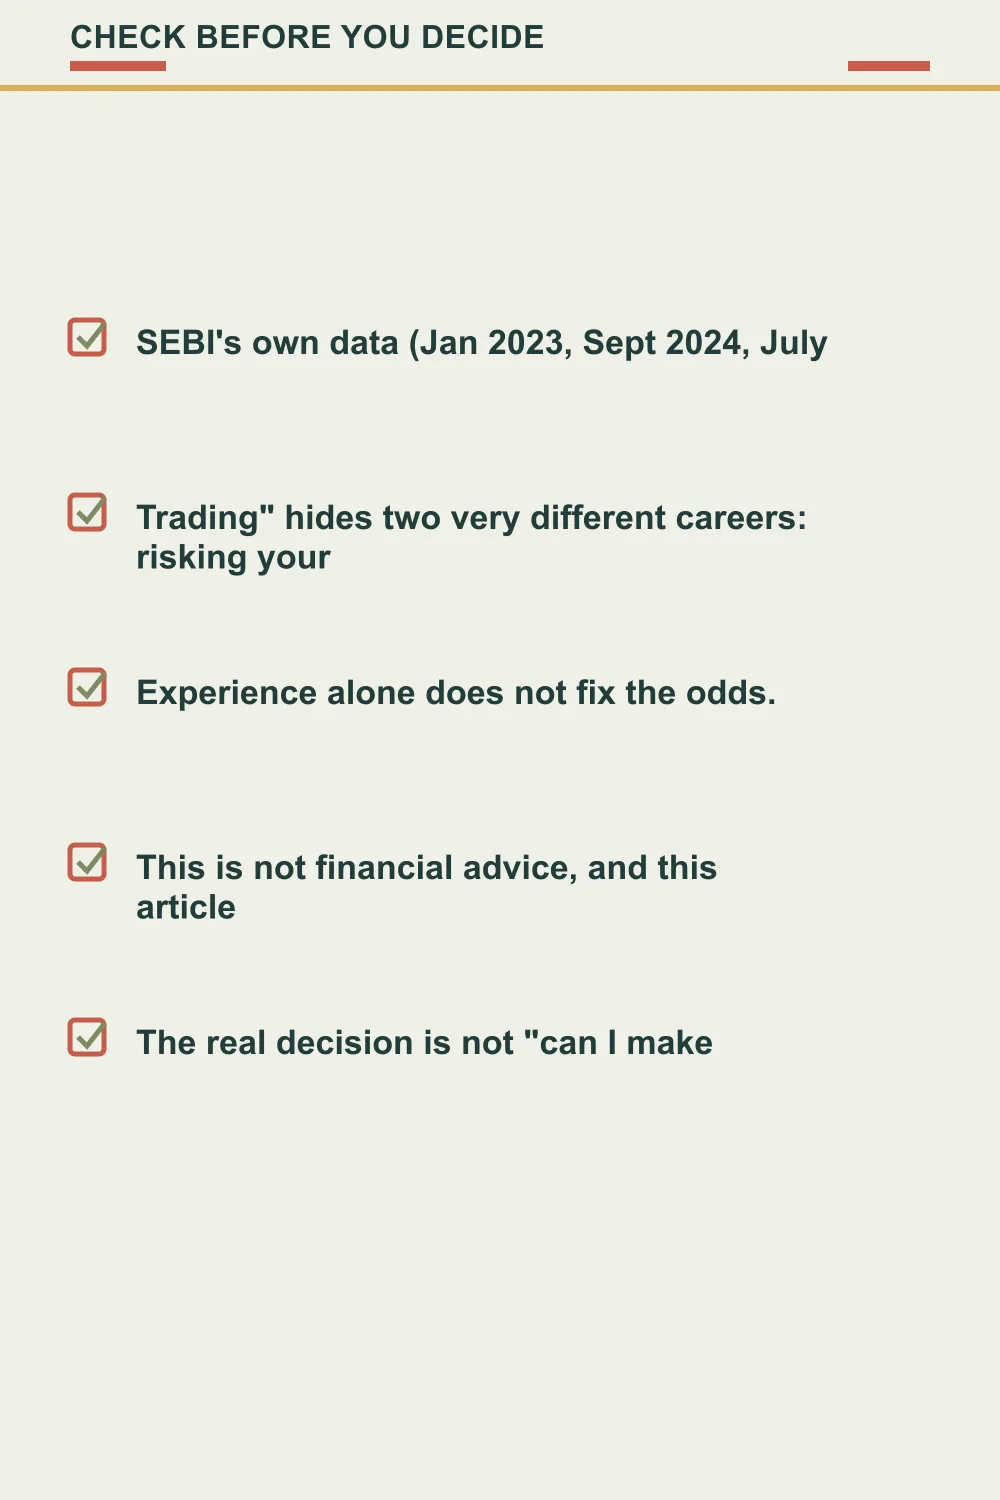 CHECK BEFORE YOU DECIDE
SEBI's own data (Jan 2023, Sept 2024, July
Trading" hides two very different careers:
risking your
Experience alone does not fix the odds.
This is not financial advice, and this
article
The real decision is not "can I make